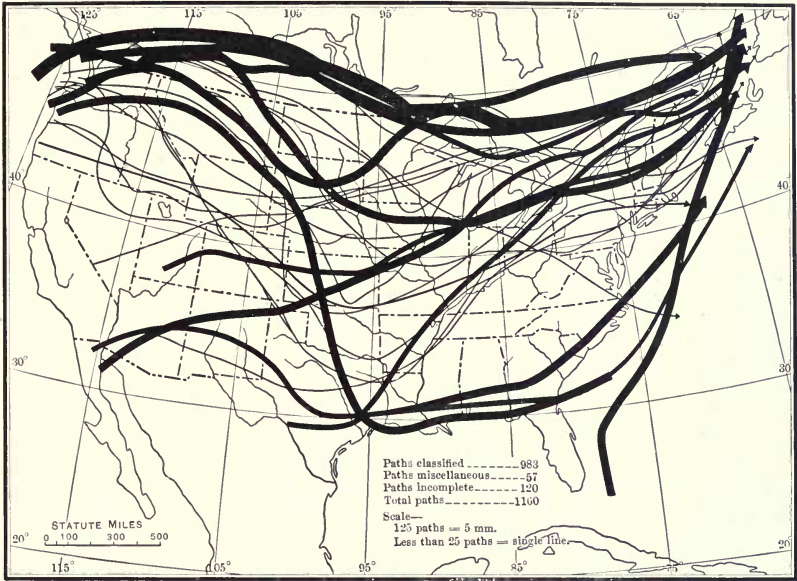 125° 115° 105° 95° 85° 75° 65°
40° 40°
30° 30°
Paths classified 983
Paths miscellaneous 57
Paths incomplete 120
Total paths 1160
Scale—
125 paths = 5 mm.
Less than 25 paths = single line.
STATUTE MILES
0 100 300 500
20° 20°
115° 105° 95° 85°